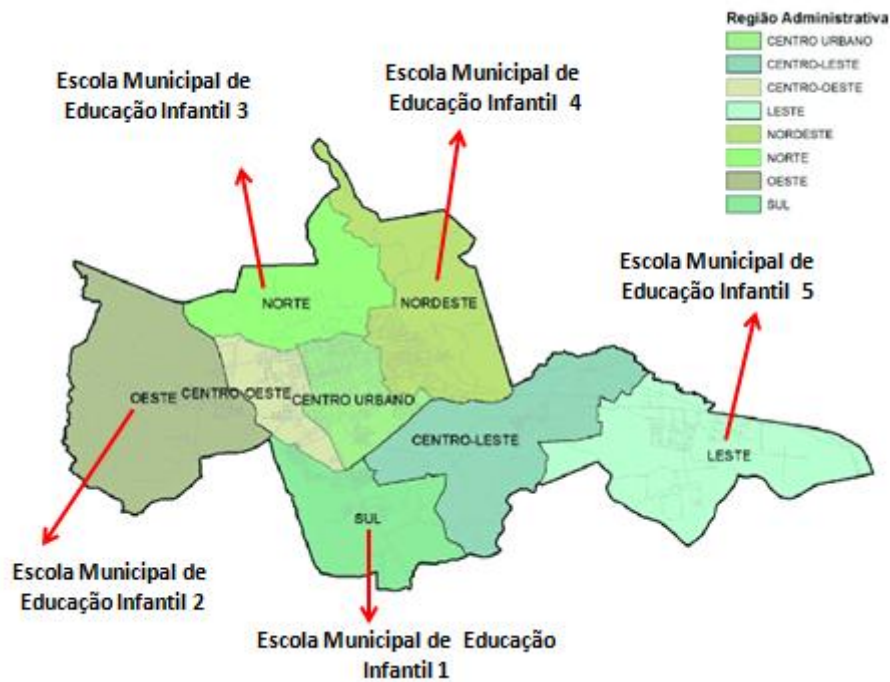 Região Administrativa
CENTRO URBANO
CENTRO-LESTE
CENTRO-OESTE
LESTE
NORDESTE
NORTE
OESTE
SUL
Escola Municipal de
Educação Infantil 3
Escola Municipal de
Educação Infantil 4
Escola Municipal de
Educação Infantil 5
NORTE
NORDESTE
OESTE
CENTRO-OESTE
CENTRO URBANO
CENTRO-LESTE
LESTE
SUL
Escola Municipal de
Educação Infantil 2
Escola Municipal de Educação
Infantil 1